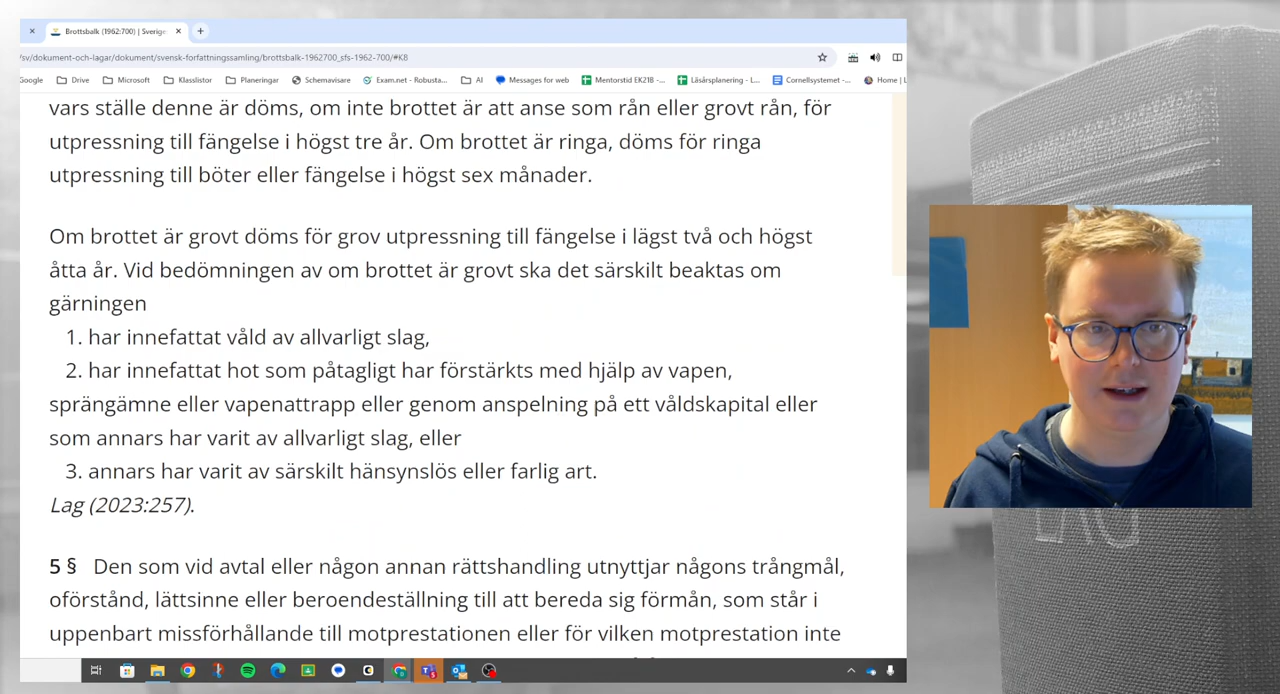 Brottsbalk (1962:700) | Sverige
/sv/dokument-och-lagar/dokument/svensk-forfattningssamling/brottsbalk-1962700_sfs-1962-700/#K8
Google Drive Microsoft Klasslistor Planeringar Schemavisare Exam.net - Robusta... AI Messages for web Mentorstid EK21B -... Läsårsplanering - L... Cornellsystemet -... Home | L
vars ställe denne är döms, om inte brottet är att anse som rån eller grovt rån, för
utpressning till fängelse i högst tre år. Om brottet är ringa, döms för ringa
utpressning till böter eller fängelse i högst sex månader.
Om brottet är grovt döms för grov utpressning till fängelse i lägst två och högst
åtta år. Vid bedömningen av om brottet är grovt ska det särskilt beaktas om
gärningen
1. har innefattat våld av allvarligt slag,
2. har innefattat hot som påtagligt har förstärkts med hjälp av vapen,
sprängämne eller vapenattrapp eller genom anspelning på ett våldskapital eller
som annars har varit av allvarligt slag, eller
3. annars har varit av särskilt hänsynslös eller farlig art.
Lag (2023:257).
5 § Den som vid avtal eller någon annan rättshandling utnyttjar någons trångmål,
oförstånd, lättsinne eller beroendeställning till att bereda sig förmån, som står i
uppenbart missförhållande till motprestationen eller för vilken motprestation inte
LAG